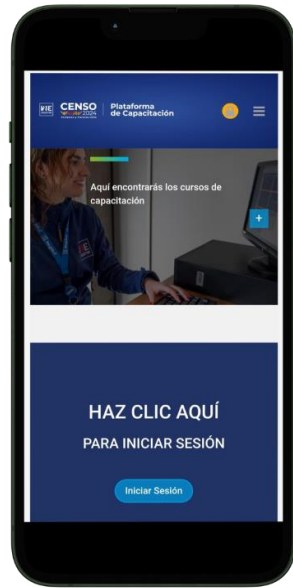 INE
CENSO
2024
Plataforma
de Capacitación
Aquí encontrarás los cursos de
capacitación
+
HAZ CLIC AQUÍ
PARA INICIAR SESIÓN
Iniciar Sesión